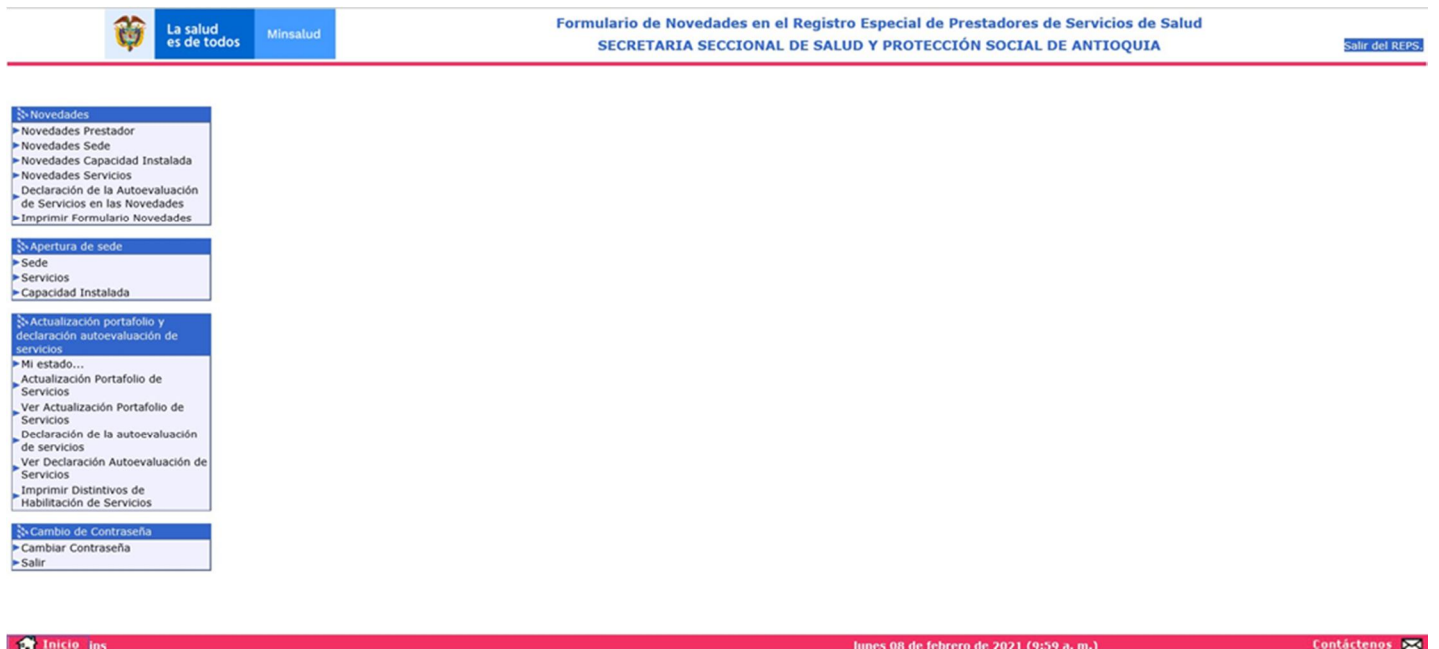 La salud
es de todos
Minsalud
Formulario de Novedades en el Registro Especial de Prestadores de Servicios de Salud
SECRETARIA SECCIONAL DE SALUD Y PROTECCIÓN SOCIAL DE ANTIOQUIA
Salir del REPS.
Novedades
Novedades Prestador
Novedades Sede
Novedades Capacidad Instalada
Novedades Servicios
Declaración de la Autoevaluación
de Servicios en las Novedades
Imprimir Formulario Novedades
Apertura de sede
Sede
Servicios
Capacidad Instalada
Actualización portafolio y
declaración autoevaluación de
servicios
Mi estado...
Actualización Portafolio de
Servicios
Ver Actualización Portafolio de
Servicios
Declaración de la autoevaluación
de servicios
Ver Declaración Autoevaluación de
Servicios
Imprimir Distintivos de
Habilitación de Servicios
Cambio de Contraseña
Cambiar Contraseña
Salir
Inicio ips
lunes 08 de febrero de 2021 (9:59 a. m.)
Contáctenos